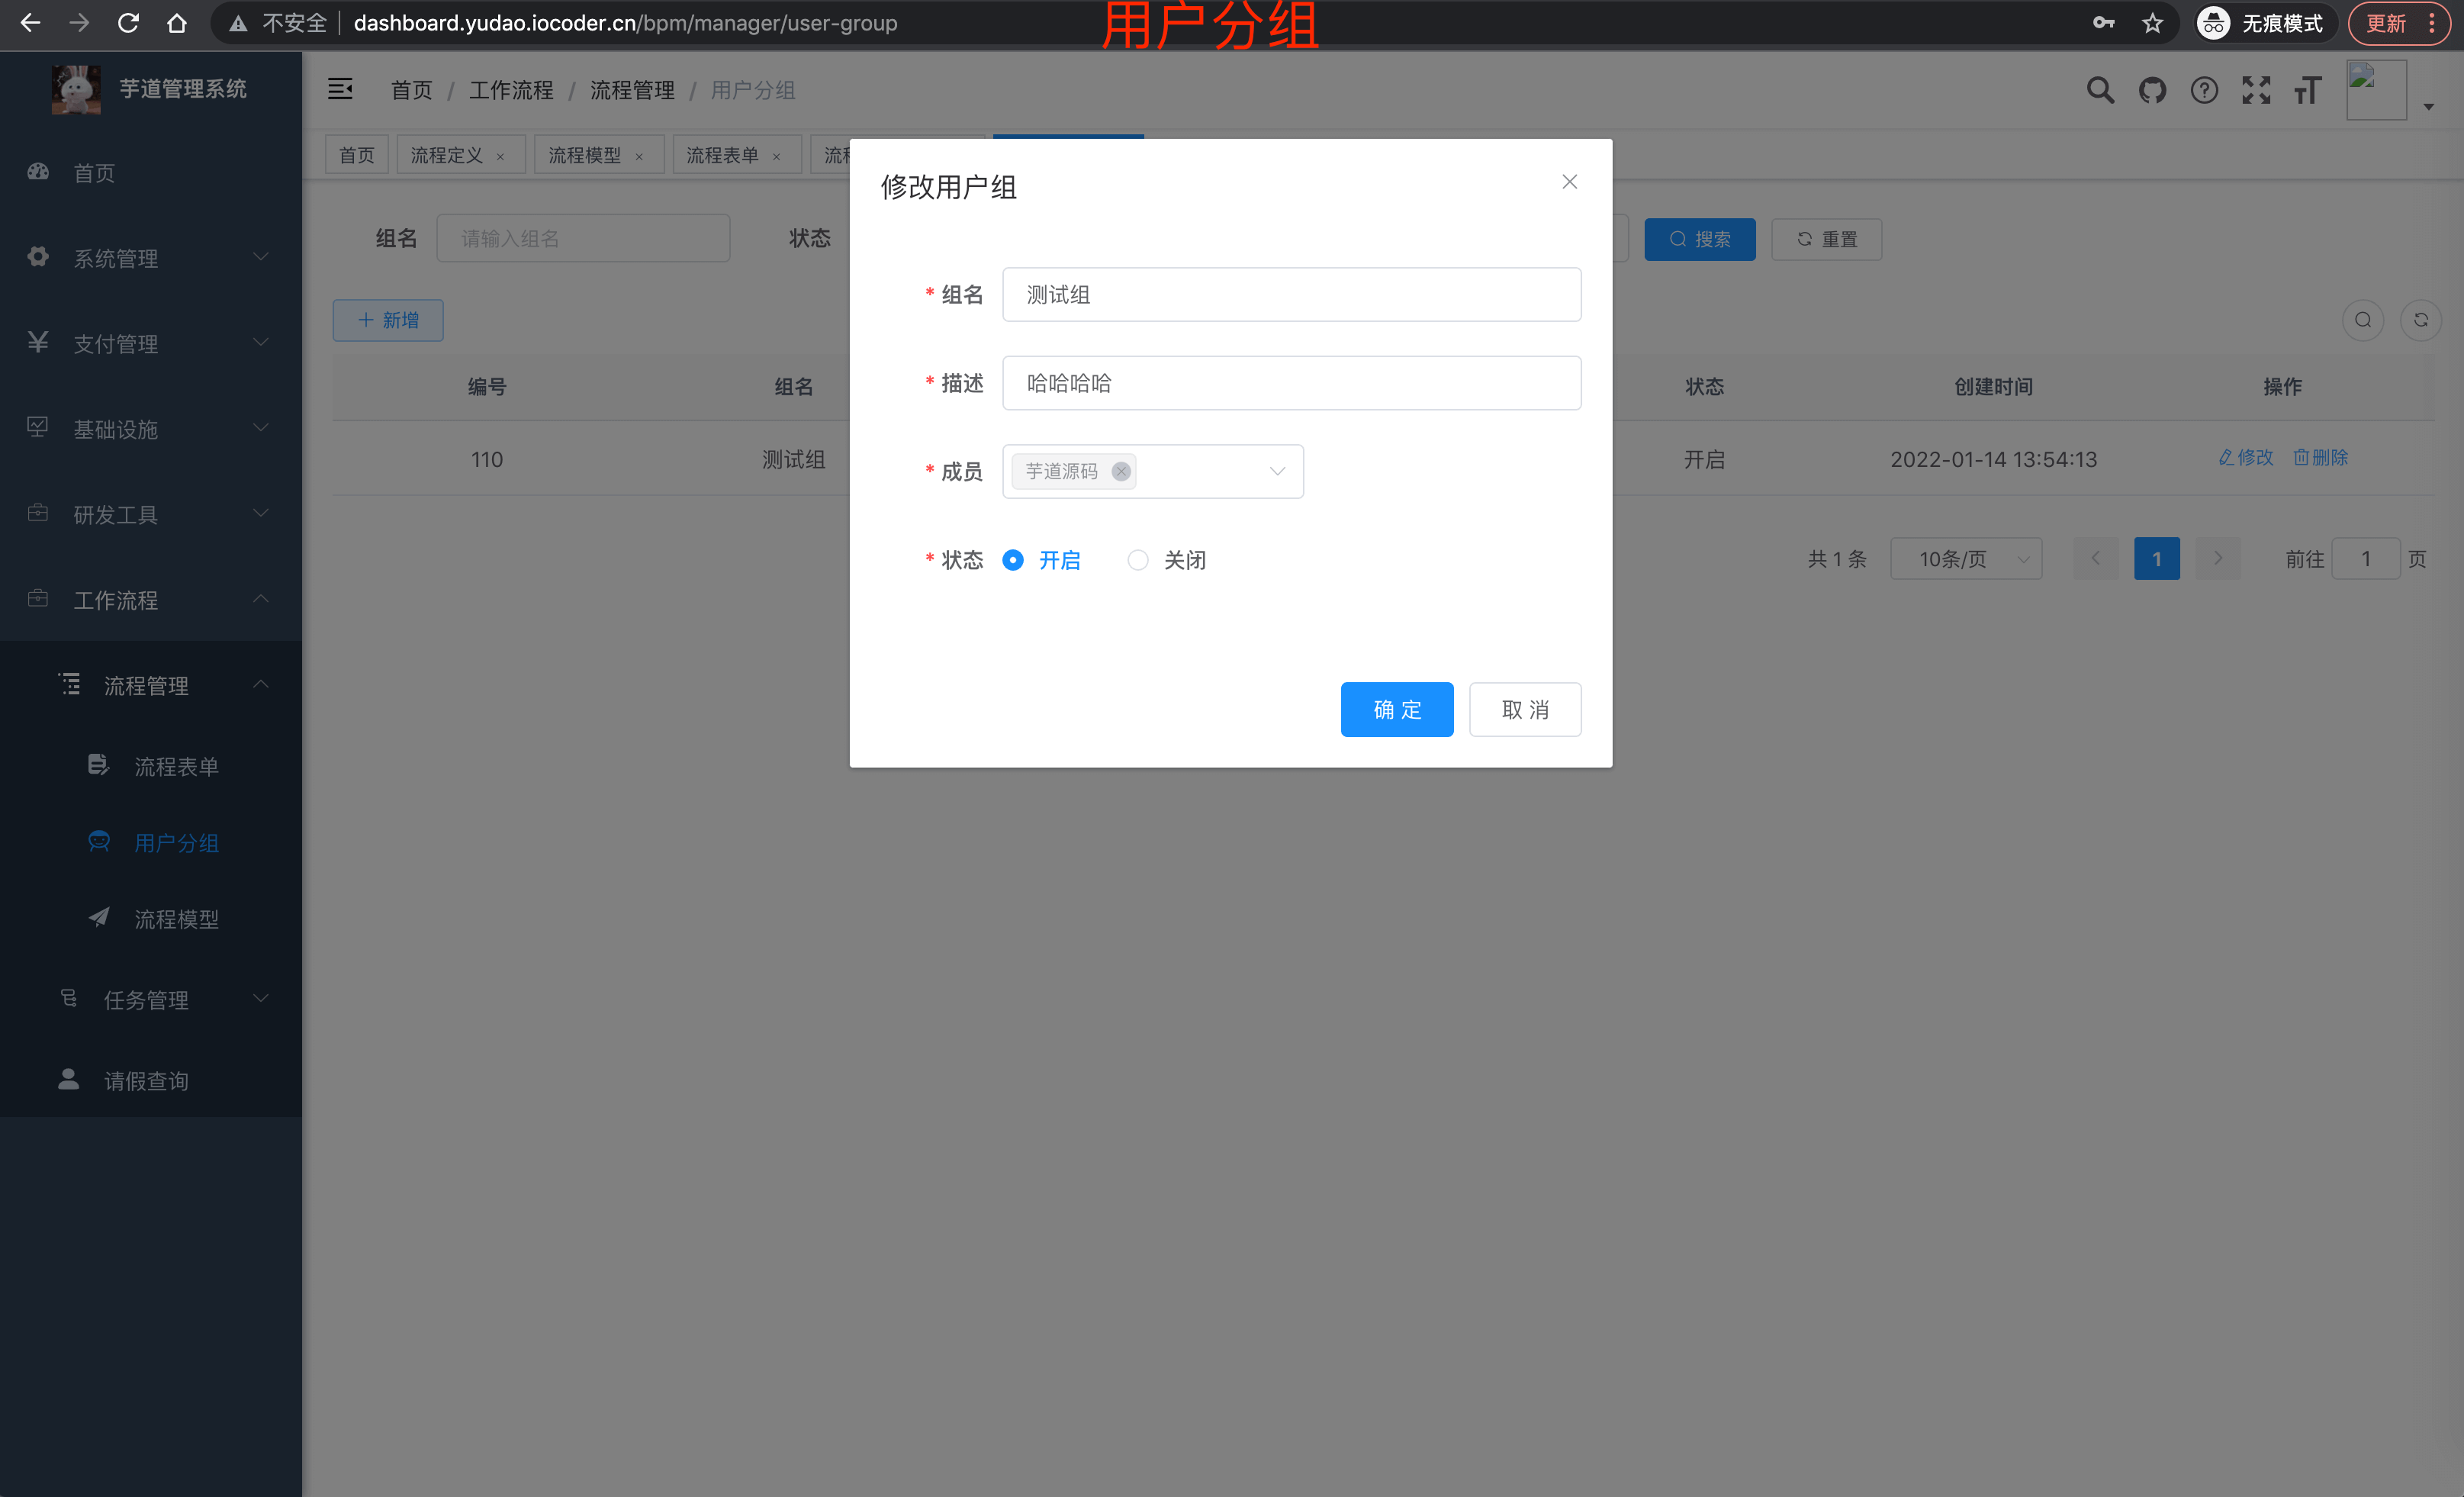 不安全 dashboard.yudao.iocoder.cn/bpm/manager/user-group 用户分组 无痕模式 更新
芋道管理系统
首页 / 工作流程 / 流程管理 / 用户分组
首页 流程定义 × 流程模型 × 流程表单 ×
首页
系统管理
支付管理
基础设施
研发工具
工作流程
流程管理
流程表单
用户分组
流程模型
任务管理
请假查询
组名 请输入组名 状态 搜索 重置
+ 新增
编号 组名 状态 创建时间 操作
110 测试组 开启 2022-01-14 13:54:13 修改 删除
共 1 条 10条/页 1 前往 1 页
修改用户组
* 组名 测试组
* 描述 哈哈哈哈
* 成员 芋道源码
* 状态 开启 关闭
确 定 取 消